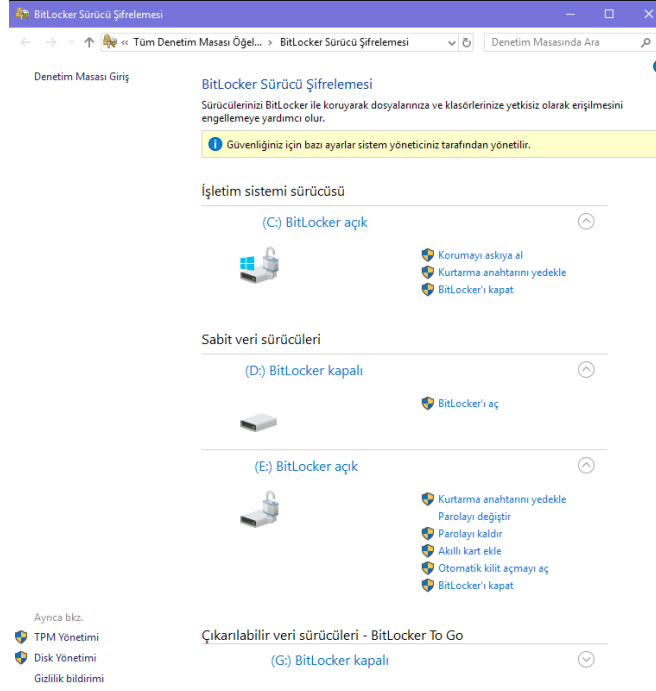 BitLocker Sürücü Şifrelemesi
« Tüm Denetim Masası Öğel... › BitLocker Sürücü Şifrelemesi
Denetim Masasında Ara
Denetim Masası Giriş
BitLocker Sürücü Şifrelemesi
Sürücülerinizi BitLocker ile koruyarak dosyalarınıza ve klasörlerinize yetkisiz olarak erişilmesini
engellemeye yardımcı olur.
Güvenliğiniz için bazı ayarlar sistem yöneticiniz tarafından yönetilir.
İşletim sistemi sürücüsü
(C:) BitLocker açık
Korumayı askıya al
Kurtarma anahtarını yedekle
BitLocker'ı kapat
Sabit veri sürücüleri
(D:) BitLocker kapalı
BitLocker'ı aç
(E:) BitLocker açık
Kurtarma anahtarını yedekle
Parolayı değiştir
Parolayı kaldır
Akıllı kart ekle
Otomatik kilit açmayı aç
BitLocker'ı kapat
Ayrıca bkz.
TPM Yönetimi
Disk Yönetimi
Gizlilik bildirimi
Çıkarılabilir veri sürücüleri - BitLocker To Go
(G:) BitLocker kapalı